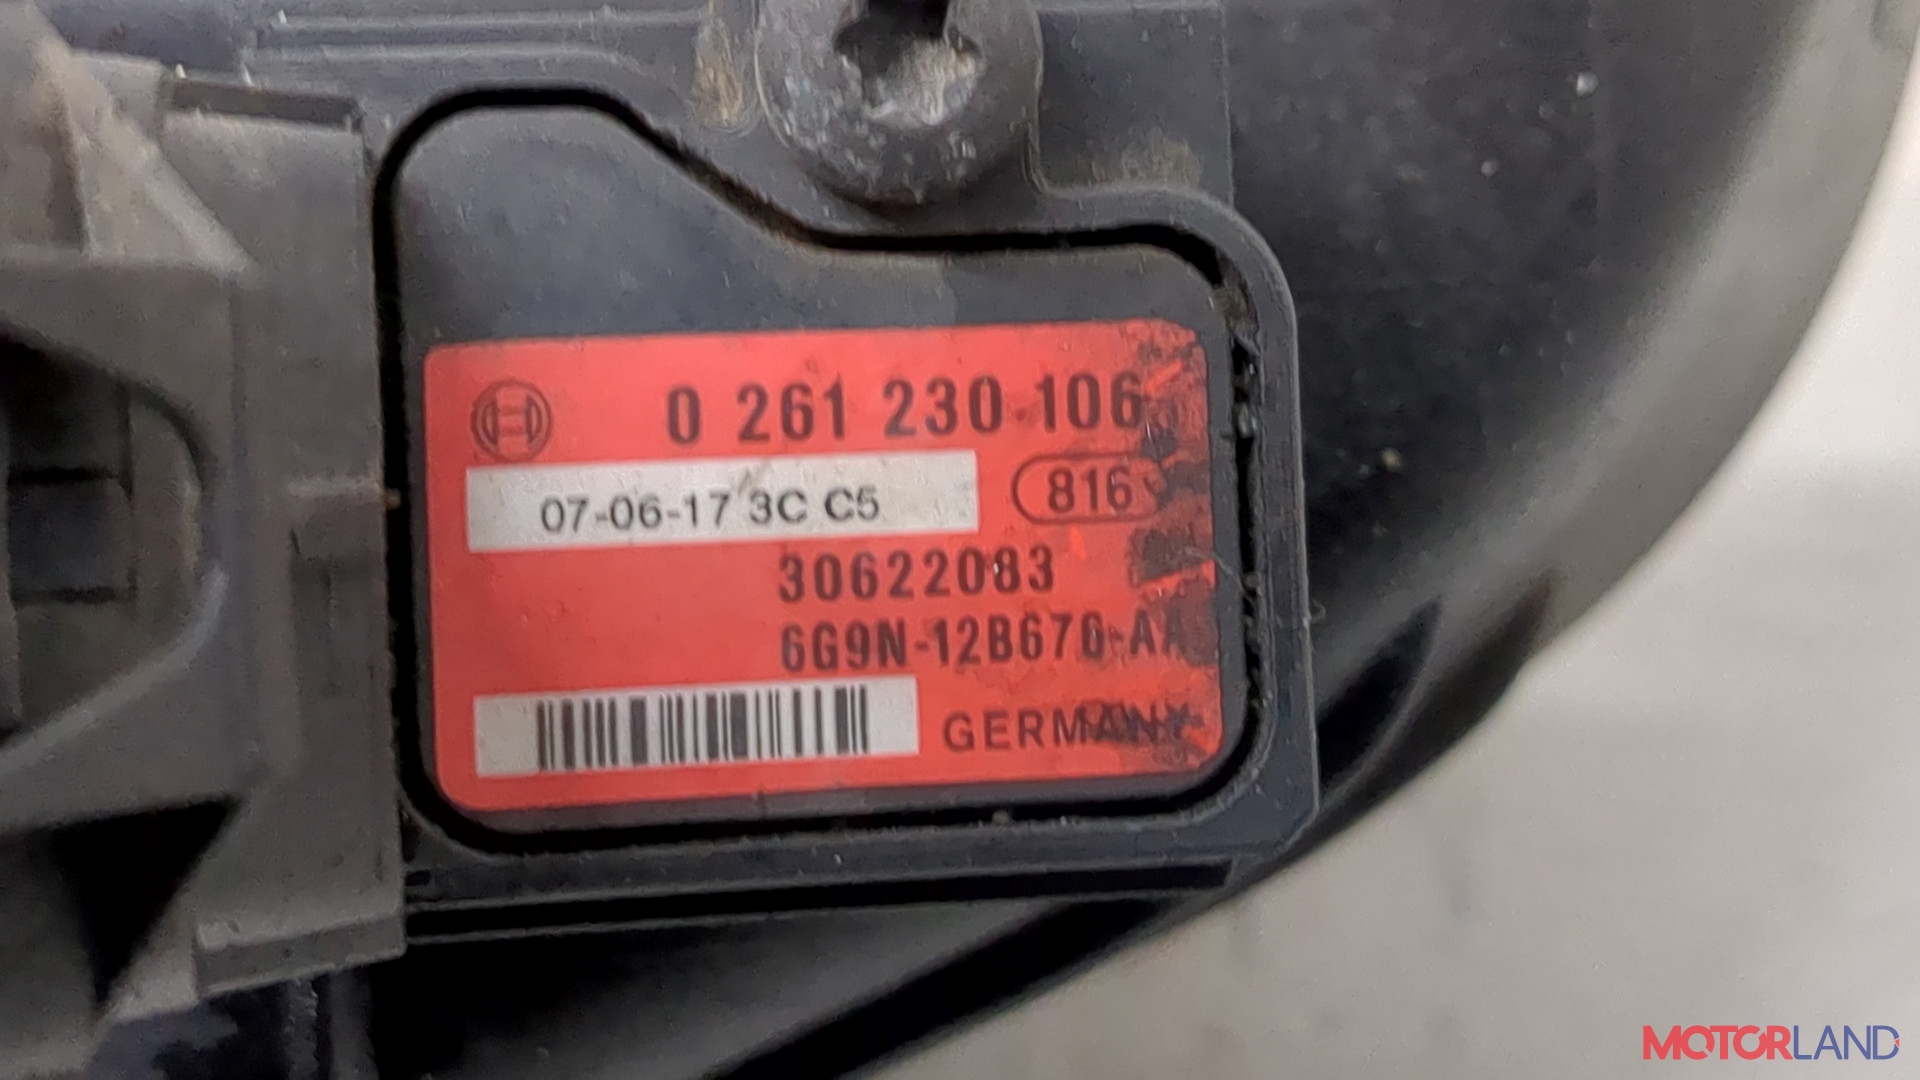 0 261 230 106
07-06-17 3C C5
816
30622083
6G9N-12B670-AA
GERMANY
MOTORLAND